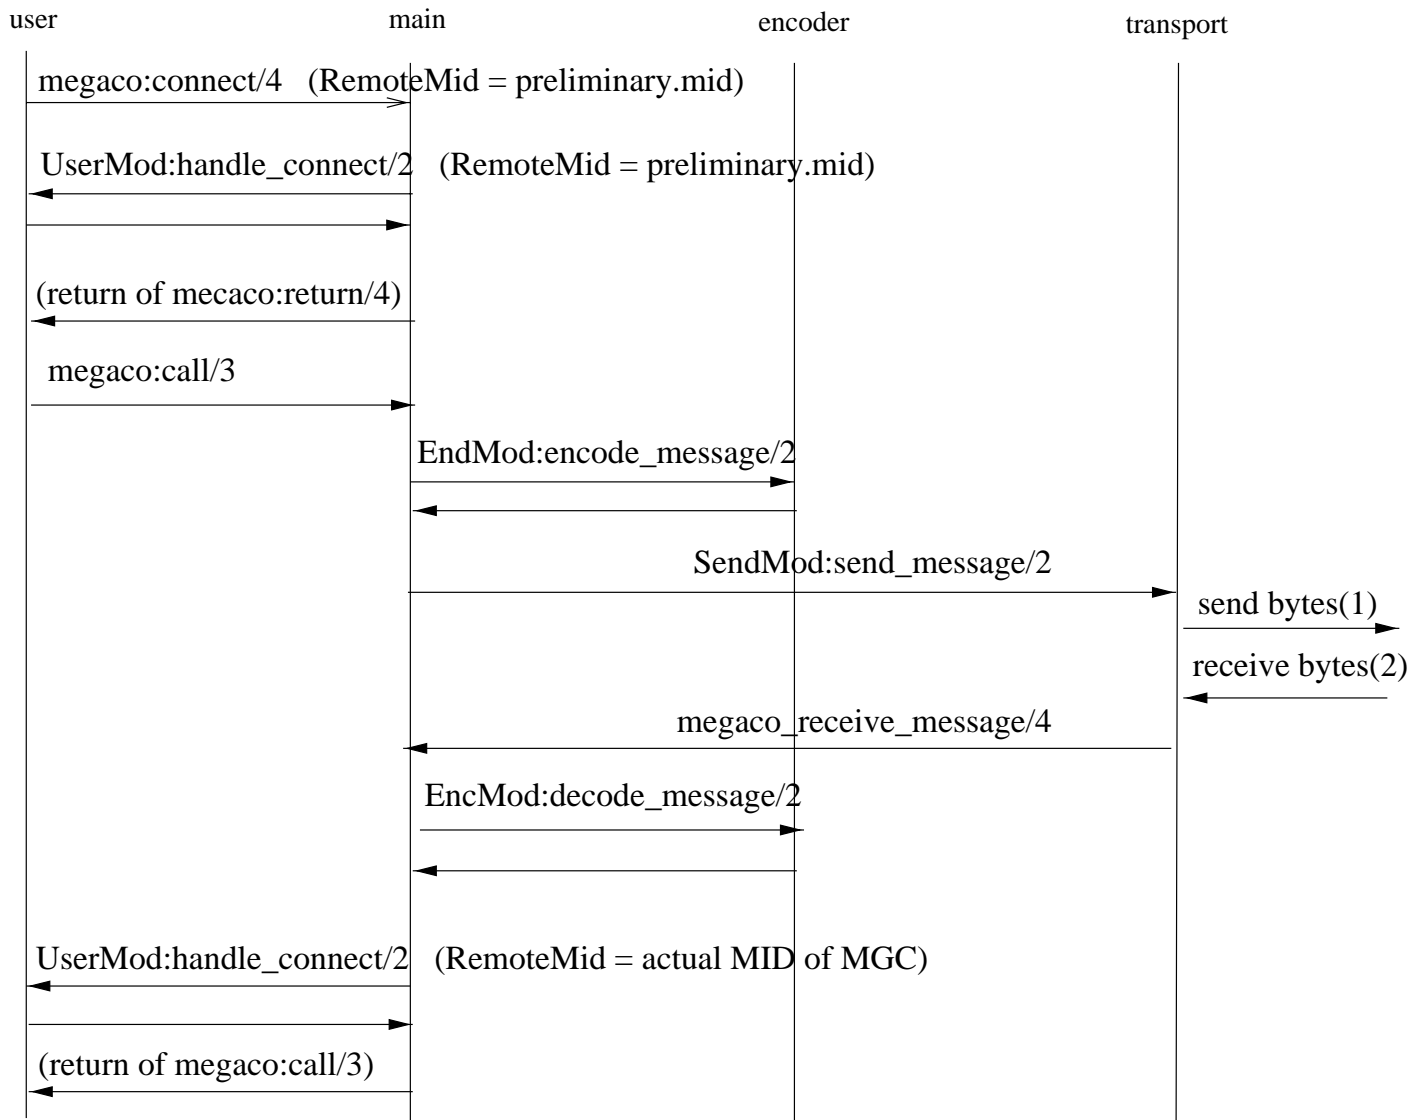 user
main
encoder
transport
megaco:connect/4 (RemoteMid = preliminary.mid)
UserMod:handle_connect/2 (RemoteMid = preliminary.mid)
(return of mecaco:return/4)
megaco:call/3
EndMod:encode_message/2
SendMod:send_message/2
send bytes(1)
receive bytes(2)
megaco_receive_message/4
EncMod:decode_message/2
UserMod:handle_connect/2 (RemoteMid = actual MID of MGC)
(return of megaco:call/3)